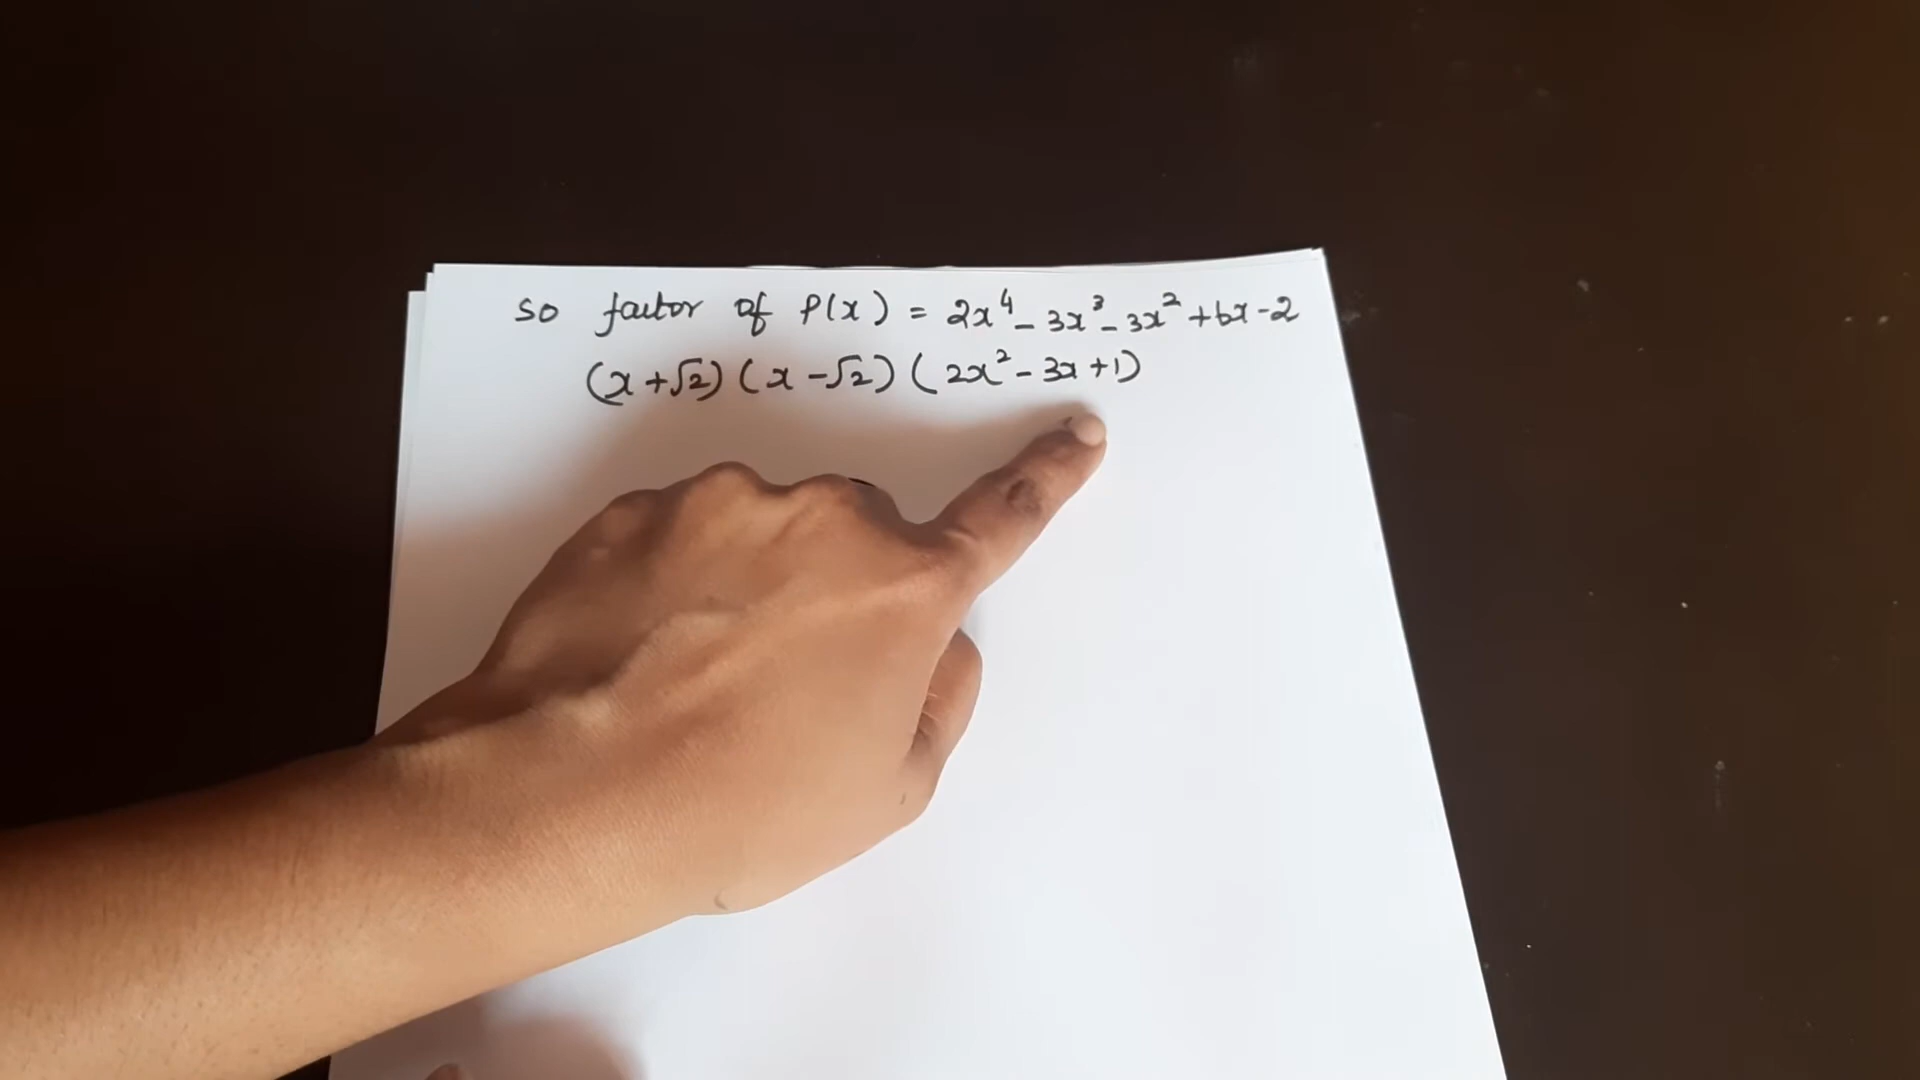 so factor of P(x) = 2x⁴ - 3x³ - 3x² + 6x - 2
(x + √2) (x - √2) (2x² - 3x + 1)